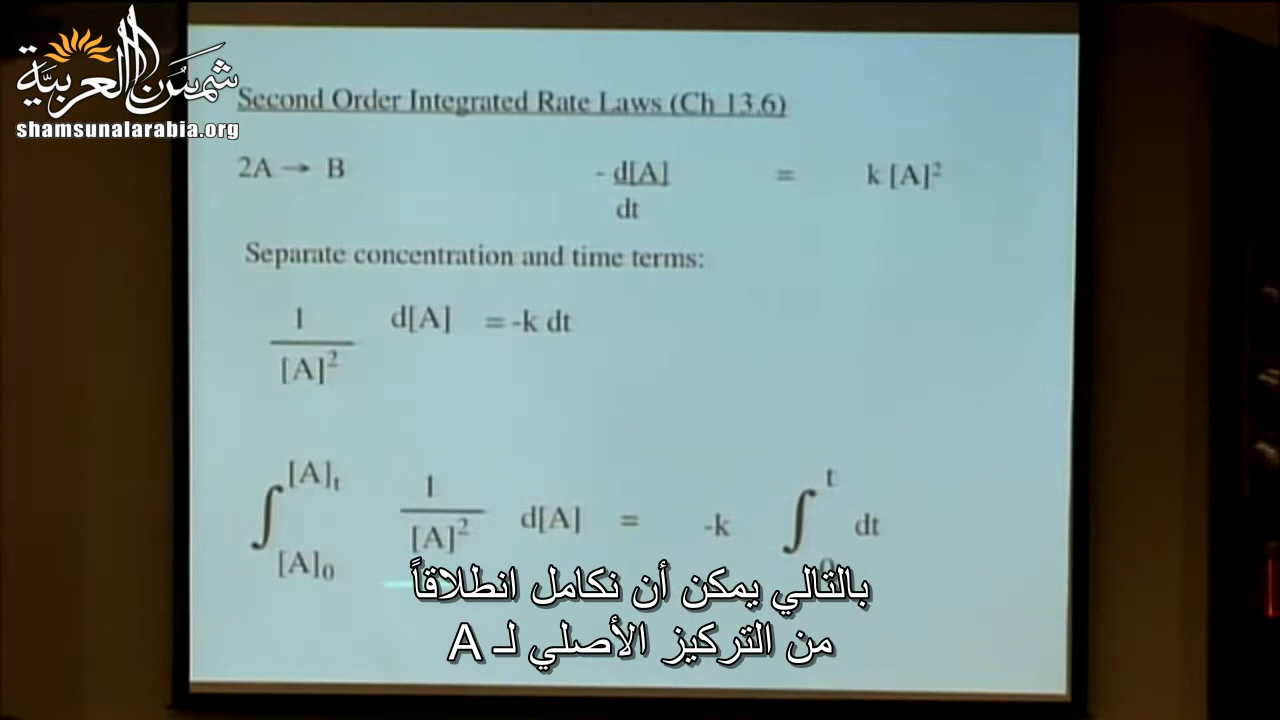 شمس العربية
shamsunalarabia.org
Second Order Integrated Rate Laws (Ch 13.6)
2A → B - d[A]/dt = k [A]²
Separate concentration and time terms:
1/[A]² d[A] = -k dt
∫ [A]₀ [A]t 1/[A]² d[A] = -k ∫ 0 t dt
بالتالي يمكن أن نكامل انطلاقاً
من التركيز الأصلي لـ A